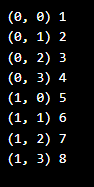 (0, 0) 1
(0, 1) 2
(0, 2) 3
(0, 3) 4
(1, 0) 5
(1, 1) 6
(1, 2) 7
(1, 3) 8